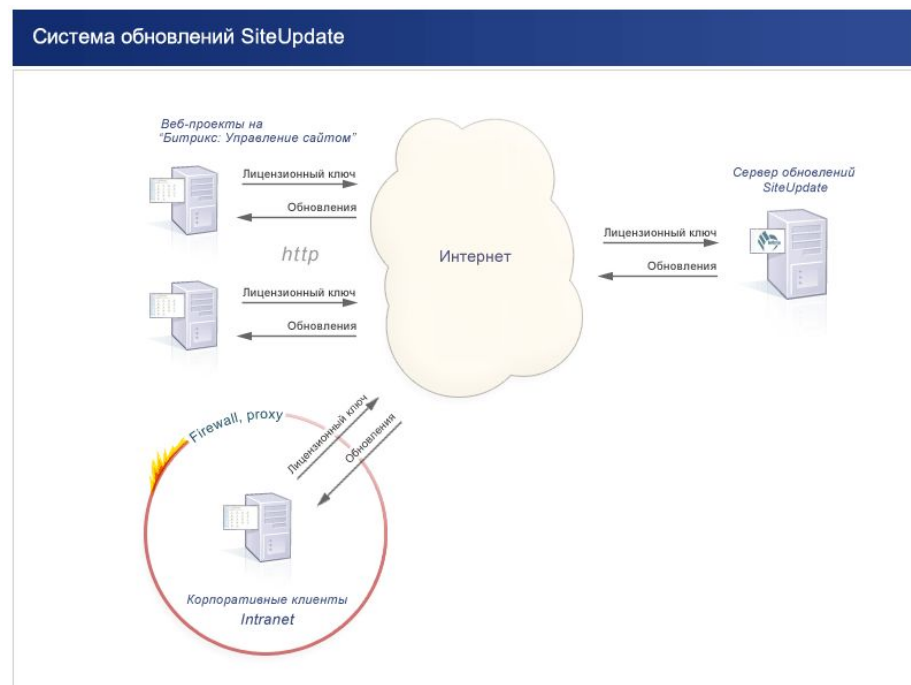 Система обновлений SiteUpdate
Веб-проекты на
"Битрикс: Управление сайтом"
Лицензионный ключ
Обновления
http
Лицензионный ключ
Обновления
Интернет
Сервер обновлений
SiteUpdate
Лицензионный ключ
Обновления
Firewall, proxy
Лицензионный ключ
Обновления
Корпоративные клиенты
Intranet